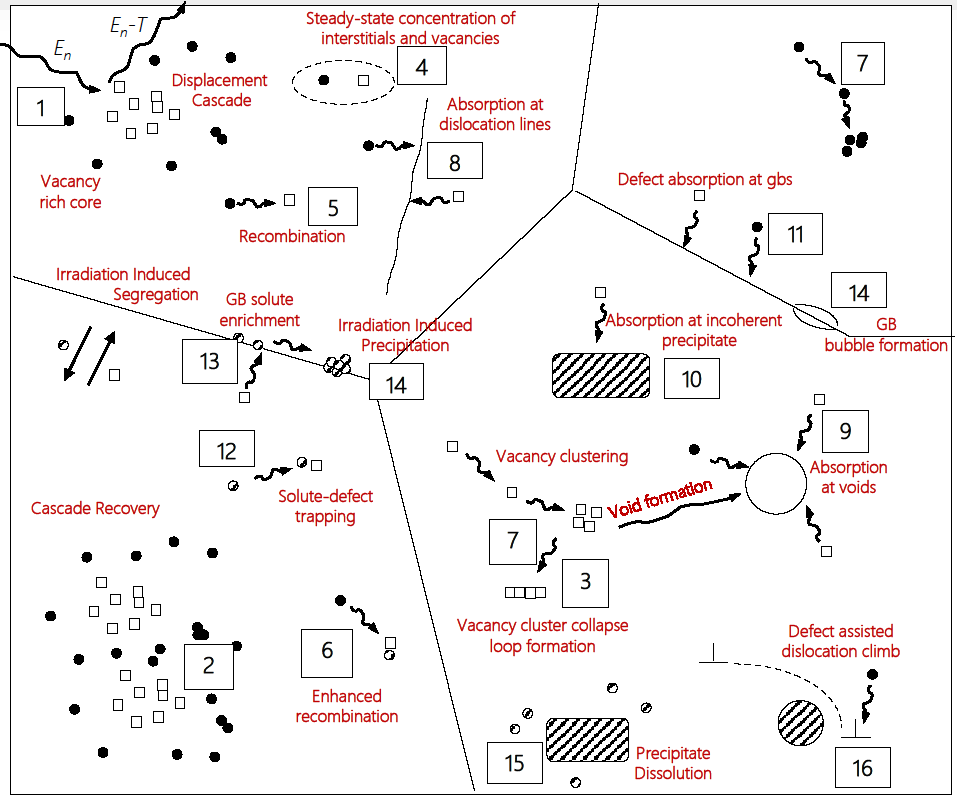 Eₙ
Eₙ-T
1
Displacement
Cascade
Vacancy
rich core
Steady-state concentration of
interstitials and vacancies
4
Absorption at
dislocation lines
8
5
Recombination
7
Defect absorption at gbs
11
14
GB
bubble formation
Irradiation Induced
Segregation
GB solute
enrichment
13
Irradiation Induced
Precipitation
14
12
Solute-defect
trapping
Absorption at incoherent
precipitate
10
Vacancy clustering
Void formation
9
Absorption
at voids
7
3
Vacancy cluster collapse
loop formation
Cascade Recovery
2
6
Enhanced
recombination
15
Precipitate
Dissolution
Defect assisted
dislocation climb
16